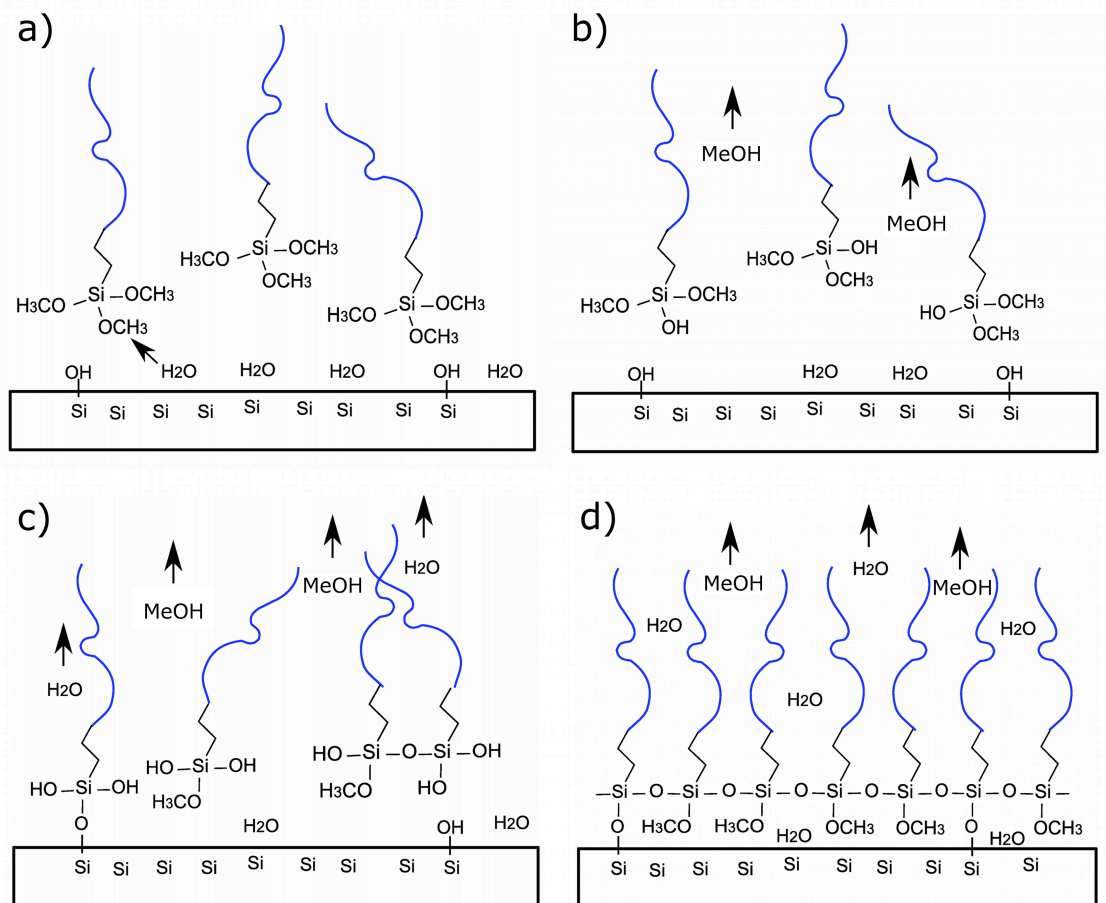 a)
H3CO Si OCH3
OCH3
H3CO Si OCH3
OCH3
H3CO Si OCH3
OCH3
OH H2O H2O H2O OH H2O
Si Si Si Si Si Si Si Si Si
b)
MeOH
MeOH
H3CO Si OH
OCH3
H3CO Si OCH3
OH
HO Si OCH3
OCH3
OH H2O H2O OH
Si Si Si Si Si Si Si Si Si
c)
H2O
MeOH
MeOH
H2O
HO Si O Si OH
H3CO HO
HO Si OH
H3CO
HO Si OH
O
H2O OH H2O
Si Si Si Si Si Si Si Si Si
d)
MeOH H2O MeOH
H2O H2O
H2O
Si O Si O Si O Si O Si O Si O Si
O H3CO H3CO OCH3 OCH3 O OCH3
H2O H2O
Si Si Si Si Si Si Si Si Si Si